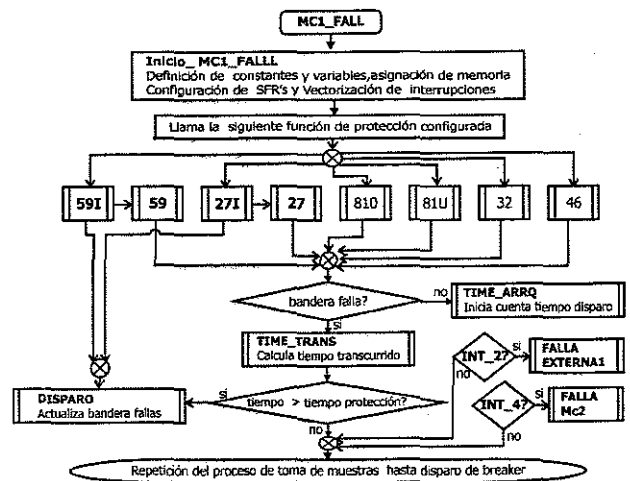 MC1_FALL
Inicio_ MC1_FALLL
Definición de constantes y variables,asignación de memoria
Configuración de SFR's y Vectorización de interrupciones
Llama la siguiente función de protección configurada
59I
59
27I
27
81O
81U
32
46
bandera falla?
no
TIME_ARRQ
Inicia cuenta tiempo disparo
si
TIME_TRANS
Calcula tiempo transcurrido
INT_2?
si
FALLA
EXTERNA1
no
DISPARO
Actualiza bandera fallas
si
tiempo > tiempo protección?
INT_4?
si
FALLA
Mc2
no
no
Repetición del proceso de toma de muestras hasta disparo de breaker